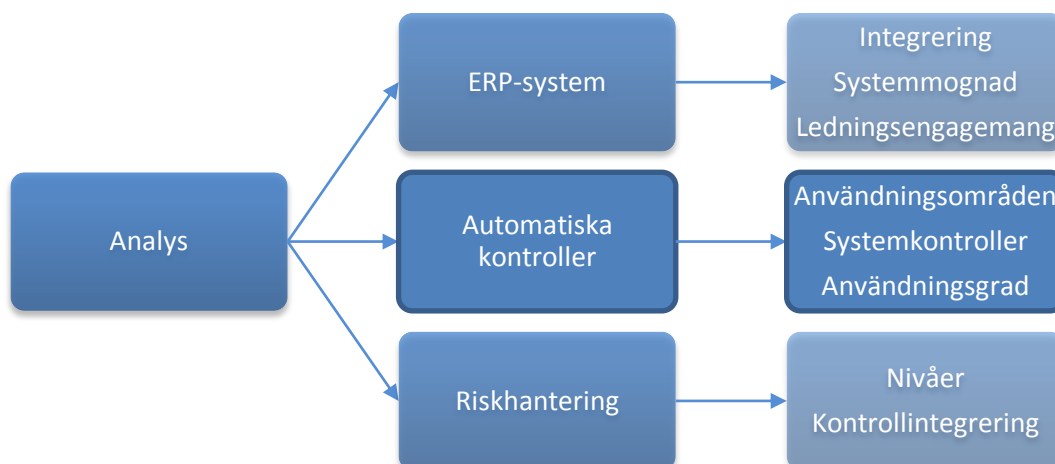 Analys
ERP-system
Integrering
Systemmognad
Ledningsengagemang
Automatiska
kontroller
Användningsområden
Systemkontroller
Användningsgrad
Riskhantering
Nivåer
Kontrollintegrering